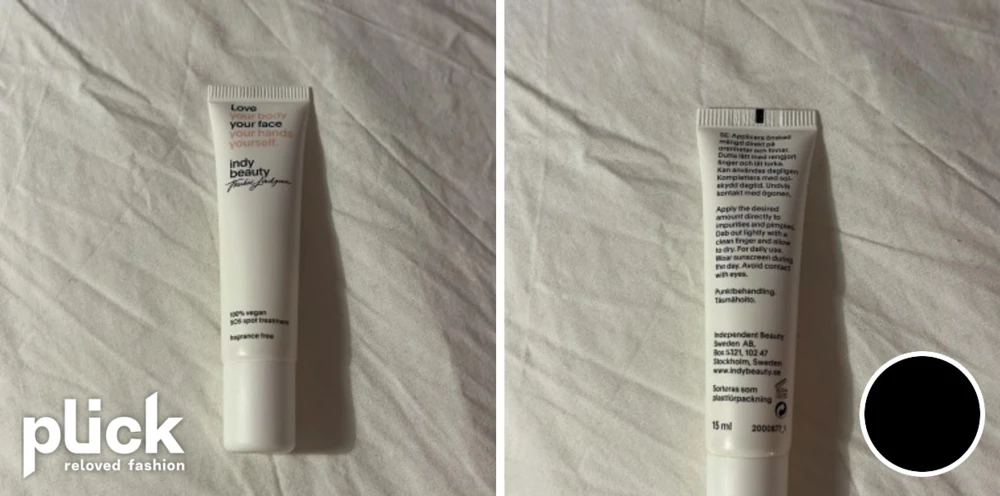 Love
your body
your face
your hands
yourself.
indy
beauty
100% vegan
SOS spot treatment
fragrance free
plick
reloved fashion
SE: Applicera önskad
mängd direkt på
orenheter och finnar.
Dutta lätt med rengjort
finger och låt torka.
Kan användas dagligen.
Komplettera med sol-
skydd dagtid. Undvik
kontakt med ögonen.
Apply the desired
amount directly to
impurities and pimples.
Dab out lightly with a
clean finger and allow
to dry. For daily use.
Wear sunscreen during
the day. Avoid contact
with eyes.
Punktbehandling.
Täsmähoito.
Independent Beauty
Sweden AB,
Box 5321, 102 47
Stockholm, Sweden
www.indybeauty.se
Sorteras som
plastförpackning
15 ml